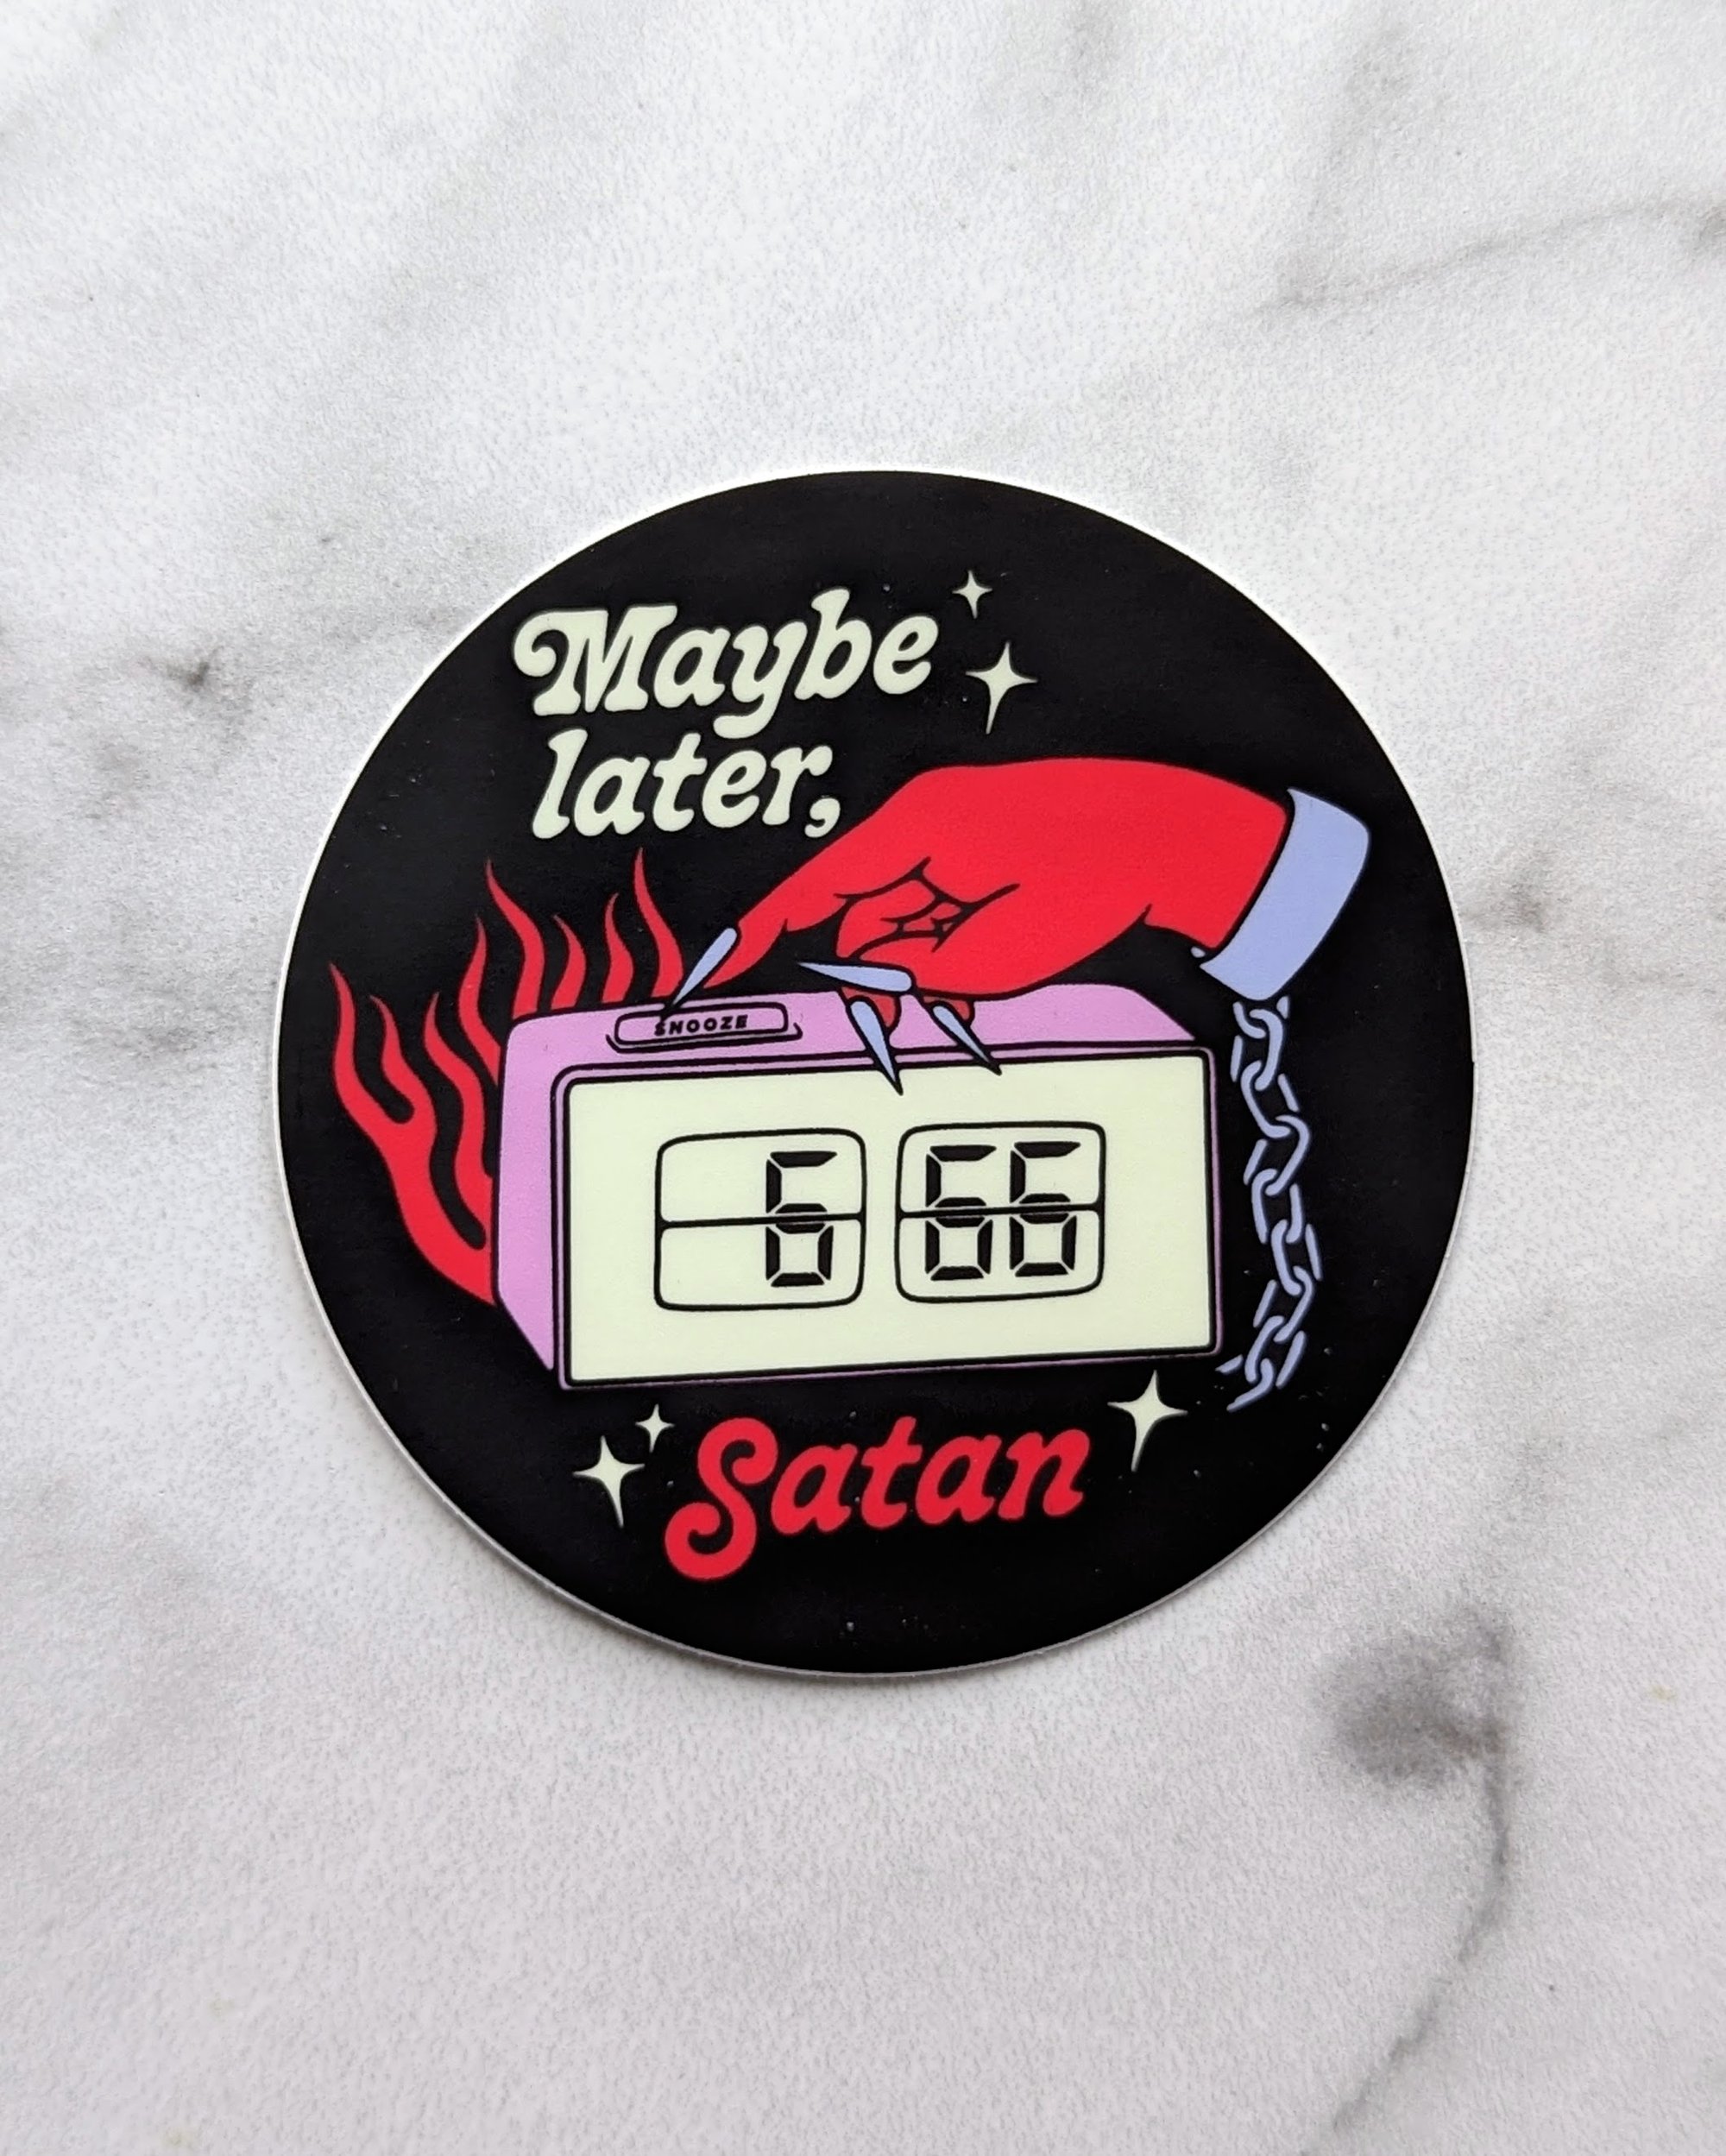 Maybe
later,
SNOOZE
6 66
Satan